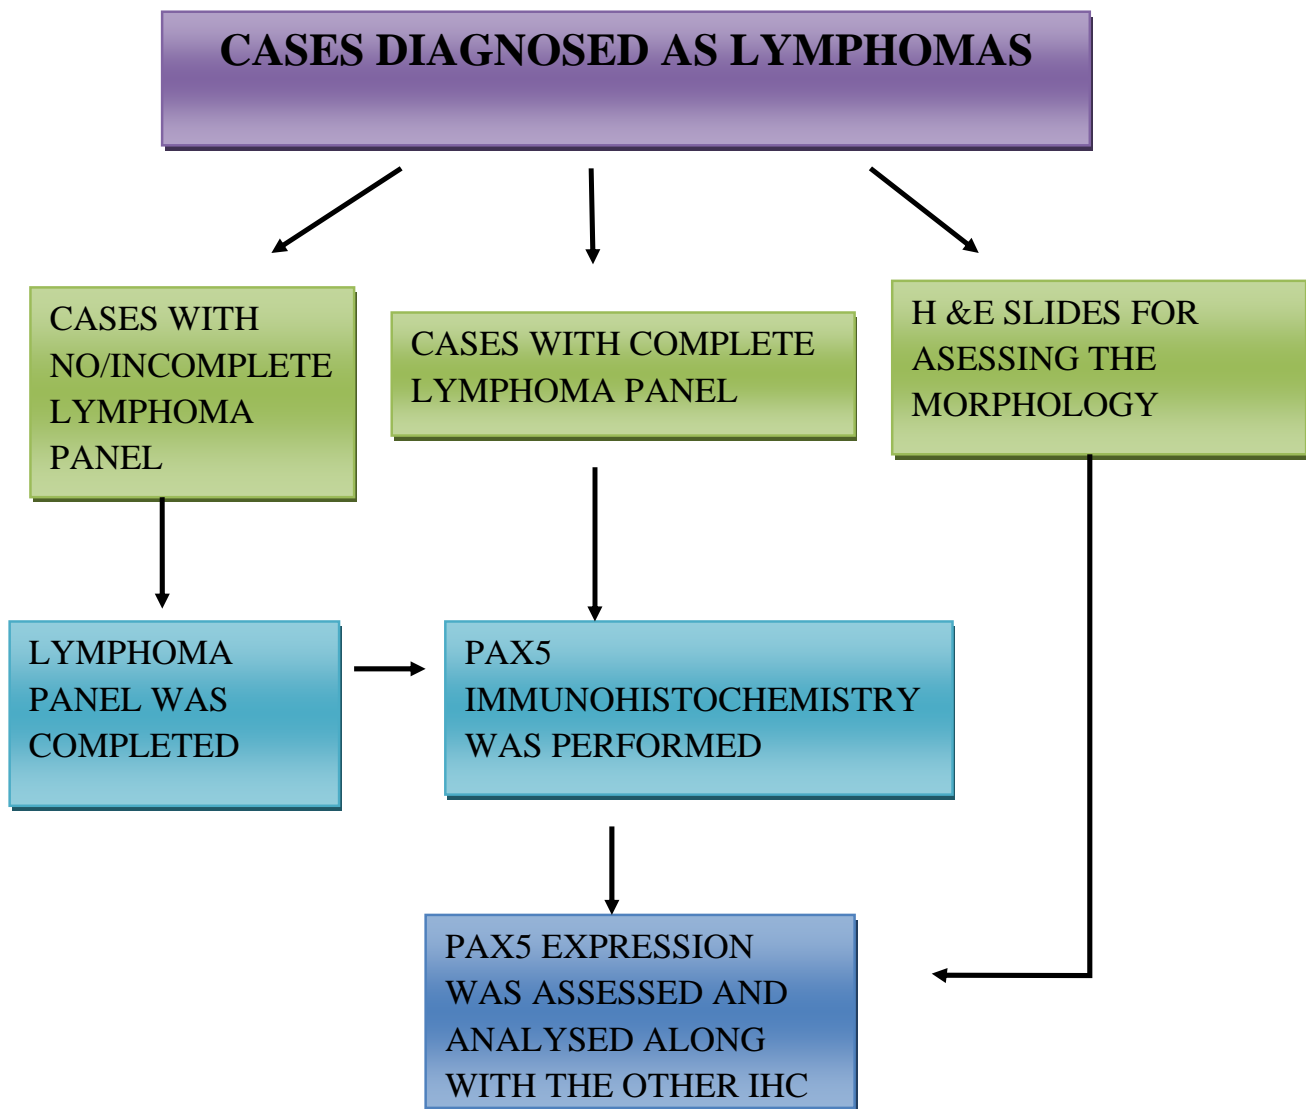 CASES DIAGNOSED AS LYMPHOMAS
CASES WITH
NO/INCOMPLETE
LYMPHOMA
PANEL
CASES WITH COMPLETE
LYMPHOMA PANEL
H &E SLIDES FOR
ASESSING THE
MORPHOLOGY
LYMPHOMA
PANEL WAS
COMPLETED
PAX5
IMMUNOHISTOCHEMISTRY
WAS PERFORMED
PAX5 EXPRESSION
WAS ASSESSED AND
ANALYSED ALONG
WITH THE OTHER IHC